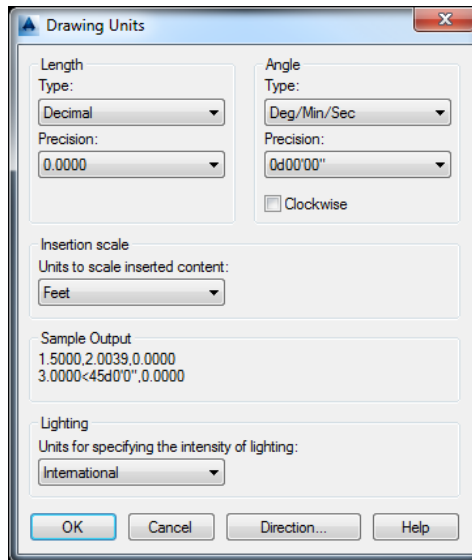 Drawing Units
Length
Type:
Decimal
Precision:
0.0000
Angle
Type:
Deg/Min/Sec
Precision:
0d00'00"
Clockwise
Insertion scale
Units to scale inserted content:
Feet
Sample Output
1.5000,2.0039,0.0000
3.0000<45d0'0",0.0000
Lighting
Units for specifying the intensity of lighting:
International
OK
Cancel
Direction...
Help